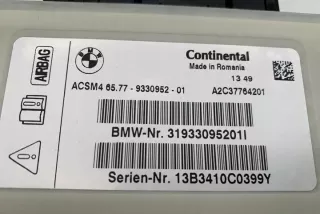 BMW
Continental
Made in Romania
13 49
AIRBAG
ACSM4 65.77 - 9330952 - 01
A2C37764201
BMW-Nr. 31933095201I
Serien-Nr. 13B3410C0399Y